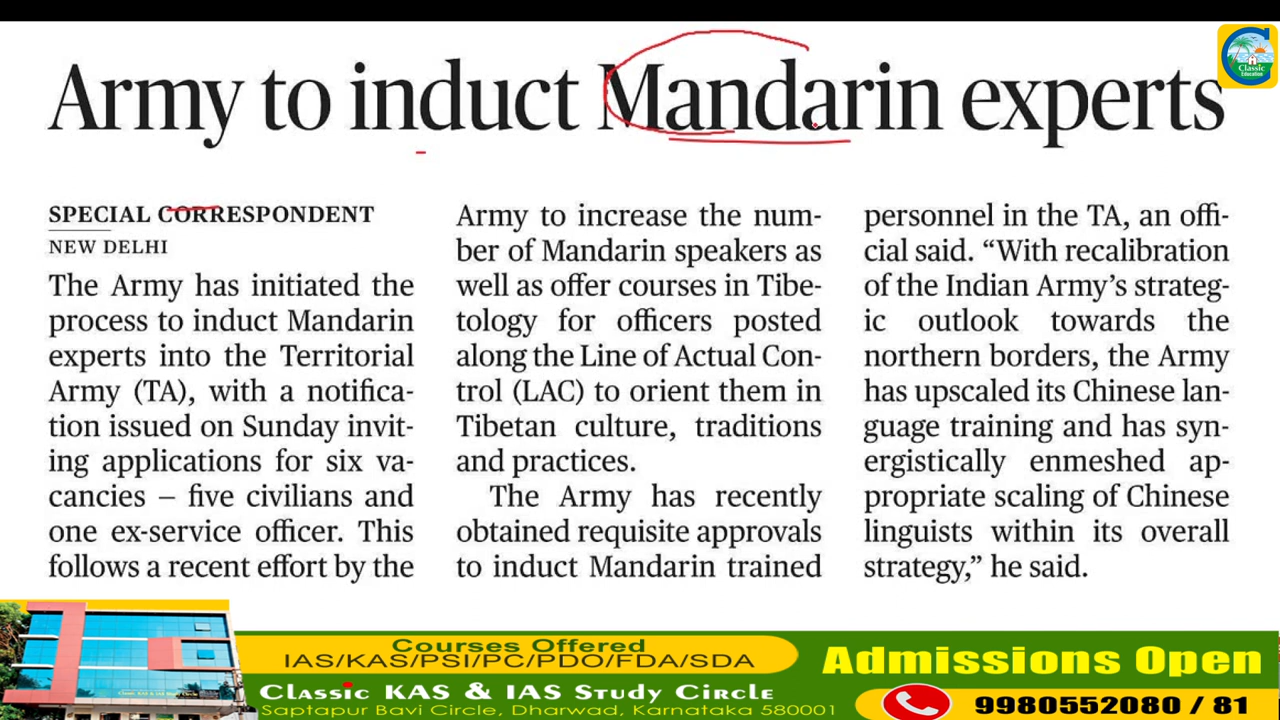 Army to induct Mandarin experts
Classic
Education
SPECIAL CORRESPONDENT
NEW DELHI
The Army has initiated the
process to induct Mandarin
experts into the Territorial
Army (TA), with a notifica-
tion issued on Sunday invit-
ing applications for six va-
cancies – five civilians and
one ex-service officer. This
follows a recent effort by the
Army to increase the num-
ber of Mandarin speakers as
well as offer courses in Tibe-
tology for officers posted
along the Line of Actual Con-
trol (LAC) to orient them in
Tibetan culture, traditions
and practices.
The Army has recently
obtained requisite approvals
to induct Mandarin trained
personnel in the TA, an offi-
cial said. “With recalibration
of the Indian Army’s strateg-
ic outlook towards the
northern borders, the Army
has upscaled its Chinese lan-
guage training and has syn-
ergistically enmeshed ap-
propriate scaling of Chinese
linguists within its overall
strategy,” he said.
Courses Offered
IAS/KAS/PSI/PC/PDO/FDA/SDA
Classic KAS & IAS Study Circle
Saptapur Bavi Circle, Dharwad, Karnataka 580001
Admissions Open
9980552080 / 81